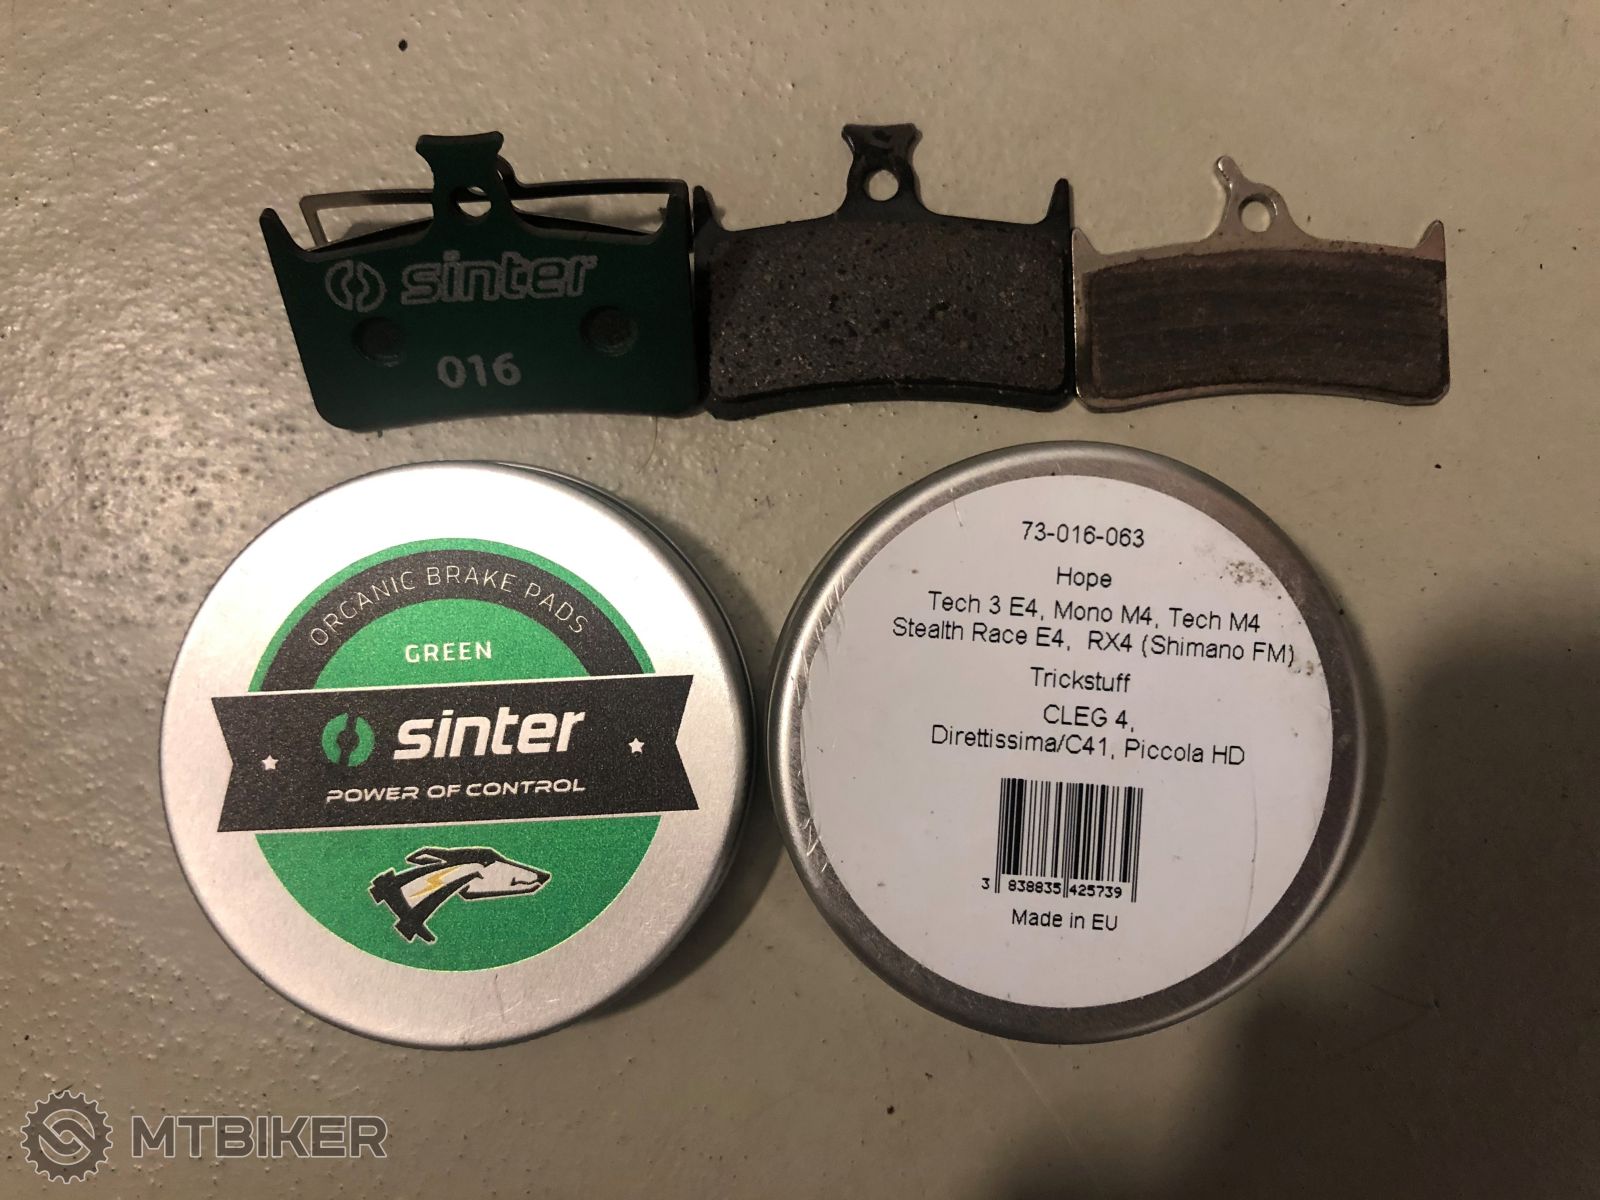 sinter
016
ORGANIC BRAKE PADS
GREEN
sinter
POWER OF CONTROL
73-016-063
Hope
Tech 3 E4, Mono M4, Tech M4
Stealth Race E4, RX4 (Shimano FM)
Trickstuff
CLEG 4,
Direttissima/C41, Piccola HD
3 838835 425739
Made in EU
MTBIKER